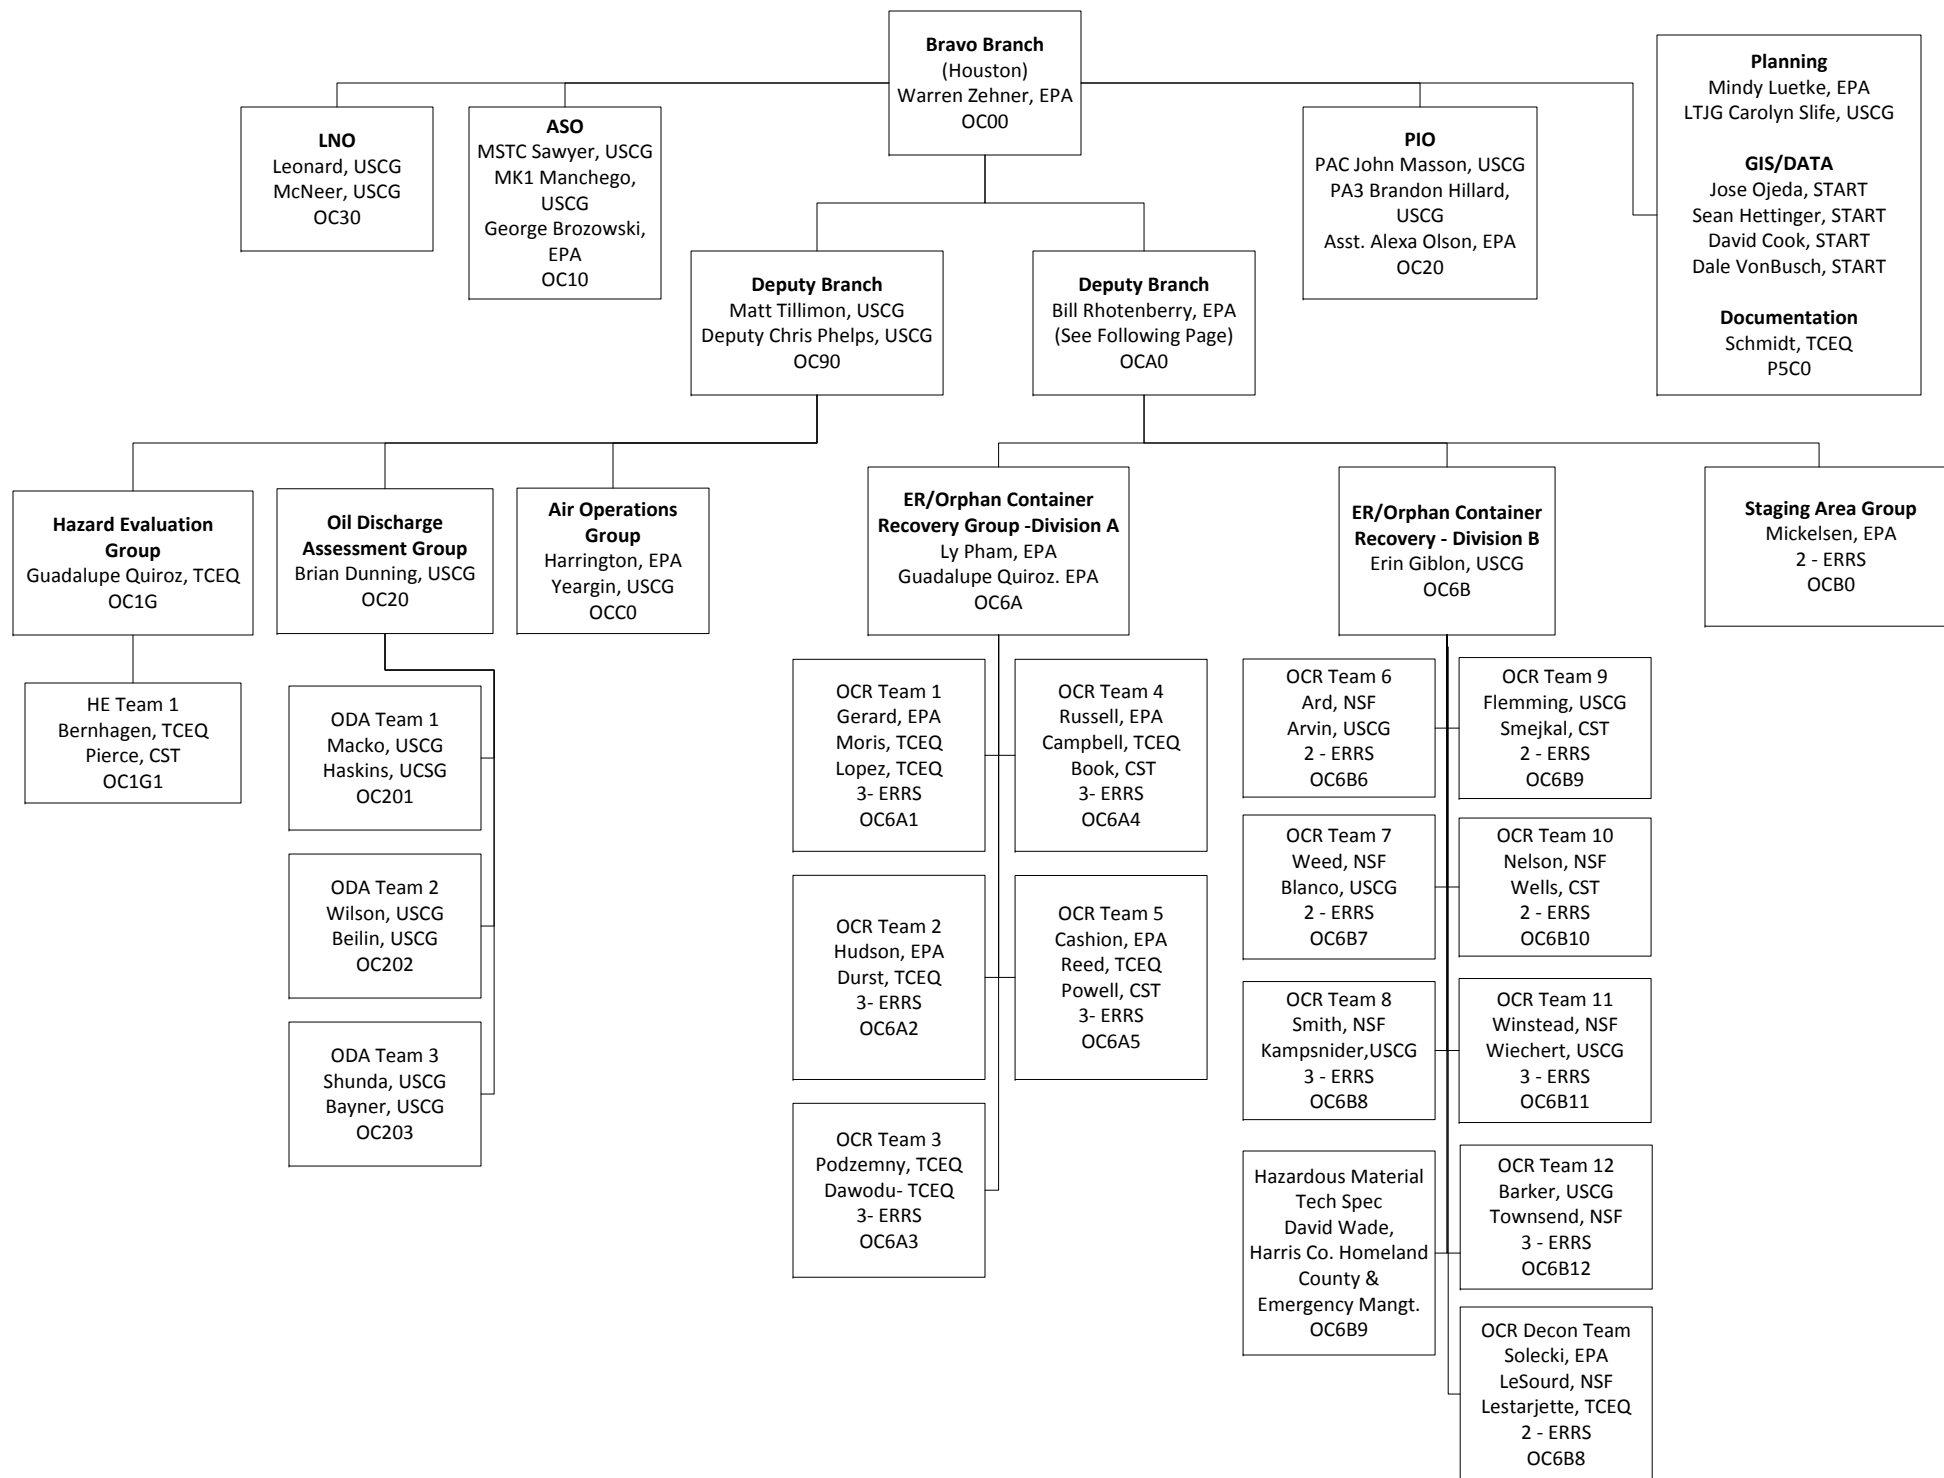 Bravo Branch
(Houston)
Warren Zehner, EPA
OC00
LNO
Leonard, USCG
McNeer, USCG
OC30
ASO
MSTC Sawyer, USCG
MK1 Manchego,
USCG
George Brozowski,
EPA
OC10
PIO
PAC John Masson, USCG
PA3 Brandon Hillard,
USCG
Asst. Alexa Olson, EPA
OC20
Planning
Mindy Luetke, EPA
LTJG Carolyn Slife, USCG
GIS/DATA
Jose Ojeda, START
Sean Hettinger, START
David Cook, START
Dale VonBusch, START
Documentation
Schmidt, TCEQ
P5C0
Deputy Branch
Matt Tillimon, USCG
Deputy Chris Phelps, USCG
OC90
Deputy Branch
Bill Rhotenberry, EPA
(See Following Page)
OCA0
Hazard Evaluation
Group
Guadalupe Quiroz, TCEQ
OC1G
Oil Discharge
Assessment Group
Brian Dunning, USCG
OC20
Air Operations
Group
Harrington, EPA
Yeargin, USCG
OCC0
ER/Orphan Container
Recovery Group -Division A
Ly Pham, EPA
Guadalupe Quiroz. EPA
OC6A
ER/Orphan Container
Recovery - Division B
Erin Giblon, USCG
OC6B
Staging Area Group
Mickelsen, EPA
2 - ERRS
OCB0
HE Team 1
Bernhagen, TCEQ
Pierce, CST
OC1G1
ODA Team 1
Macko, USCG
Haskins, UCSG
OC201
ODA Team 2
Wilson, USCG
Beilin, USCG
OC202
ODA Team 3
Shunda, USCG
Bayner, USCG
OC203
OCR Team 1
Gerard, EPA
Moris, TCEQ
Lopez, TCEQ
3- ERRS
OC6A1
OCR Team 4
Russell, EPA
Campbell, TCEQ
Book, CST
3- ERRS
OC6A4
OCR Team 2
Hudson, EPA
Durst, TCEQ
3- ERRS
OC6A2
OCR Team 5
Cashion, EPA
Reed, TCEQ
Powell, CST
3- ERRS
OC6A5
OCR Team 3
Podzemny, TCEQ
Dawodu- TCEQ
3- ERRS
OC6A3
OCR Team 6
Ard, NSF
Arvin, USCG
2 - ERRS
OC6B6
OCR Team 9
Flemming, USCG
Smejkal, CST
2 - ERRS
OC6B9
OCR Team 7
Weed, NSF
Blanco, USCG
2 - ERRS
OC6B7
OCR Team 10
Nelson, NSF
Wells, CST
2 - ERRS
OC6B10
OCR Team 8
Smith, NSF
Kampsnider,USCG
3 - ERRS
OC6B8
OCR Team 11
Winstead, NSF
Wiechert, USCG
3 - ERRS
OC6B11
Hazardous Material
Tech Spec
David Wade,
Harris Co. Homeland
County &
Emergency Mangt.
OC6B9
OCR Team 12
Barker, USCG
Townsend, NSF
3 - ERRS
OC6B12
OCR Decon Team
Solecki, EPA
LeSourd, NSF
Lestarjette, TCEQ
2 - ERRS
OC6B8